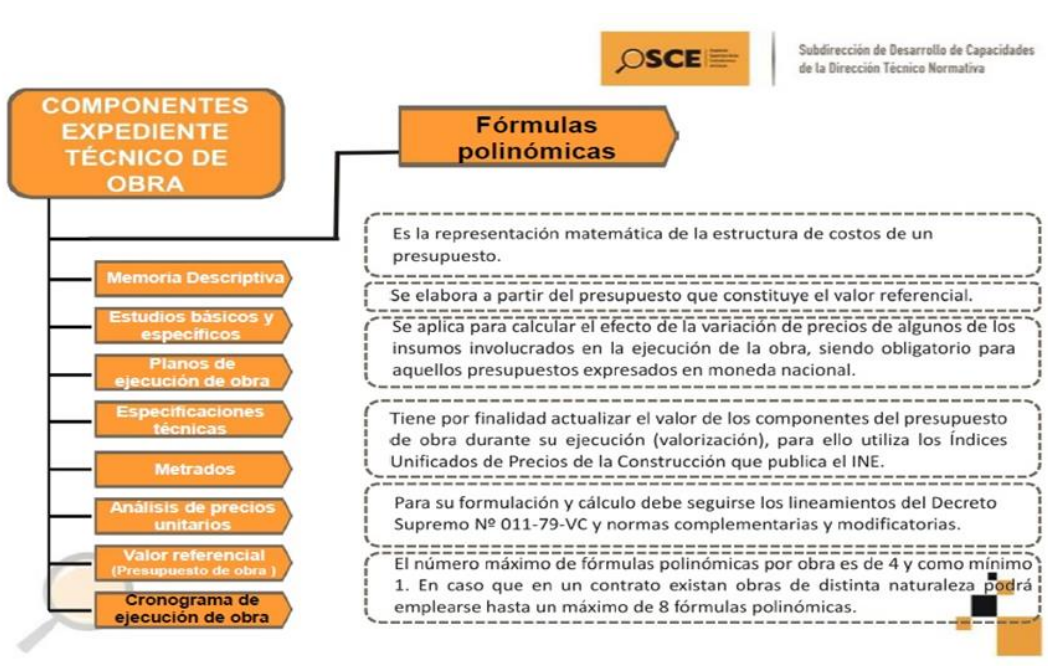 OSCE
Subdirección de Desarrollo de Capacidades
de la Dirección Técnico Normativa
COMPONENTES
EXPEDIENTE
TÉCNICO DE
OBRA
Fórmulas
polinómicas
Memoria Descriptiva
Estudios básicos y
específicos
Planos de
ejecución de obra
Especificaciones
técnicas
Metrados
Análisis de precios
unitarios
Valor referencial
(Presupuesto de obra )
Cronograma de
ejecución de obra
Es la representación matemática de la estructura de costos de un
presupuesto.
Se elabora a partir del presupuesto que constituye el valor referencial.
Se aplica para calcular el efecto de la variación de precios de algunos de los
insumos involucrados en la ejecución de la obra, siendo obligatorio para
aquellos presupuestos expresados en moneda nacional.
Tiene por finalidad actualizar el valor de los componentes del presupuesto
de obra durante su ejecución (valorización), para ello utiliza los Índices
Unificados de Precios de la Construcción que publica el INE.
Para su formulación y cálculo debe seguirse los lineamientos del Decreto
Supremo Nº 011-79-VC y normas complementarias y modificatorias.
El número máximo de fórmulas polinómicas por obra es de 4 y como mínimo
1. En caso que en un contrato existan obras de distinta naturaleza podrá
emplearse hasta un máximo de 8 fórmulas polinómicas.